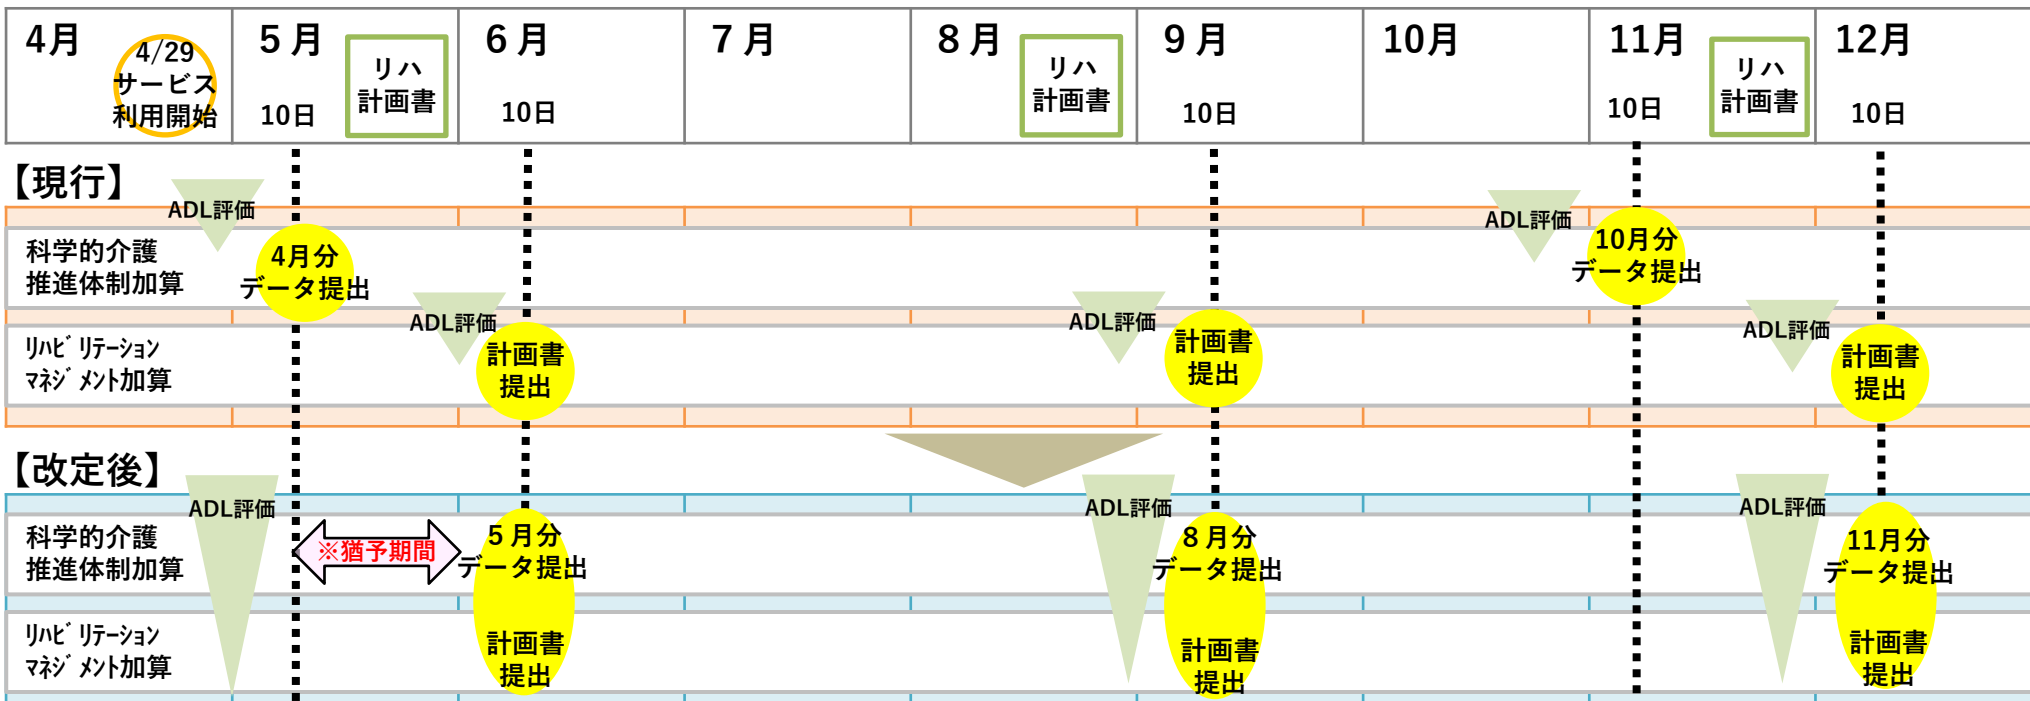 4月
4/29
サービス
利用開始
5月
10日
リハ
計画書
6月
10日
7月
8月
リハ
計画書
9月
10日
10月
11月
10日
リハ
計画書
12月
10日
【現行】
ADL評価
ADL評価
科学的介護
推進体制加算
4月分
データ提出
10月分
データ提出
ADL評価
ADL評価
ADL評価
リハビリテーション
マネジメント加算
計画書
提出
計画書
提出
計画書
提出
【改定後】
ADL評価
ADL評価
ADL評価
科学的介護
推進体制加算
※猶予期間
5月分
データ提出
8月分
データ提出
11月分
データ提出
リハビリテーション
マネジメント加算
計画書
提出
計画書
提出
計画書
提出